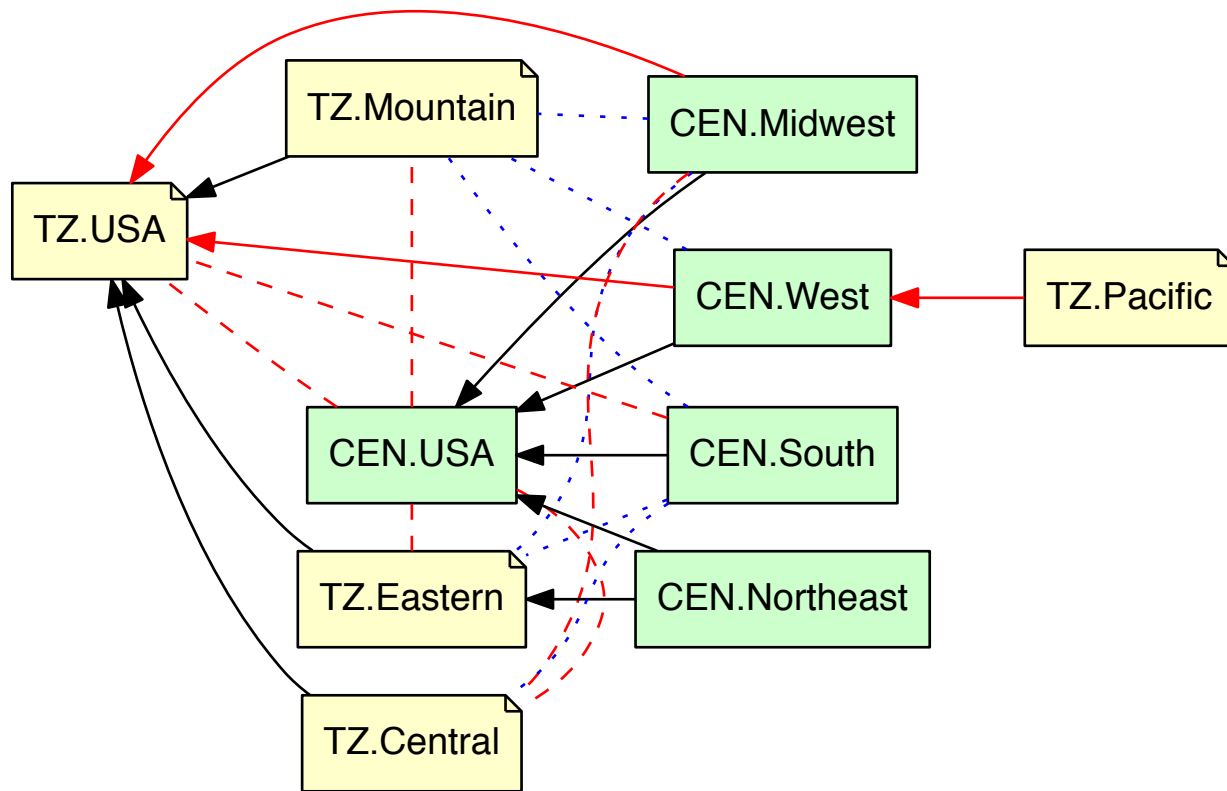 TZ.Mountain
CEN.Midwest
TZ.USA
CEN.West
TZ.Pacific
CEN.USA
CEN.South
TZ.Eastern
CEN.Northeast
TZ.Central